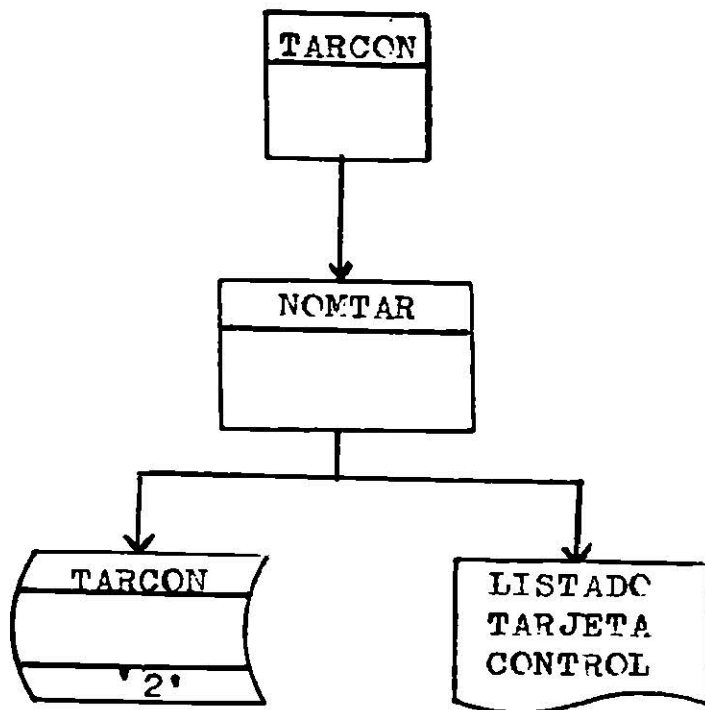 TARCON
NOMTAR
TARCON
'2'
LISTADO
TARJETA
CONTROL